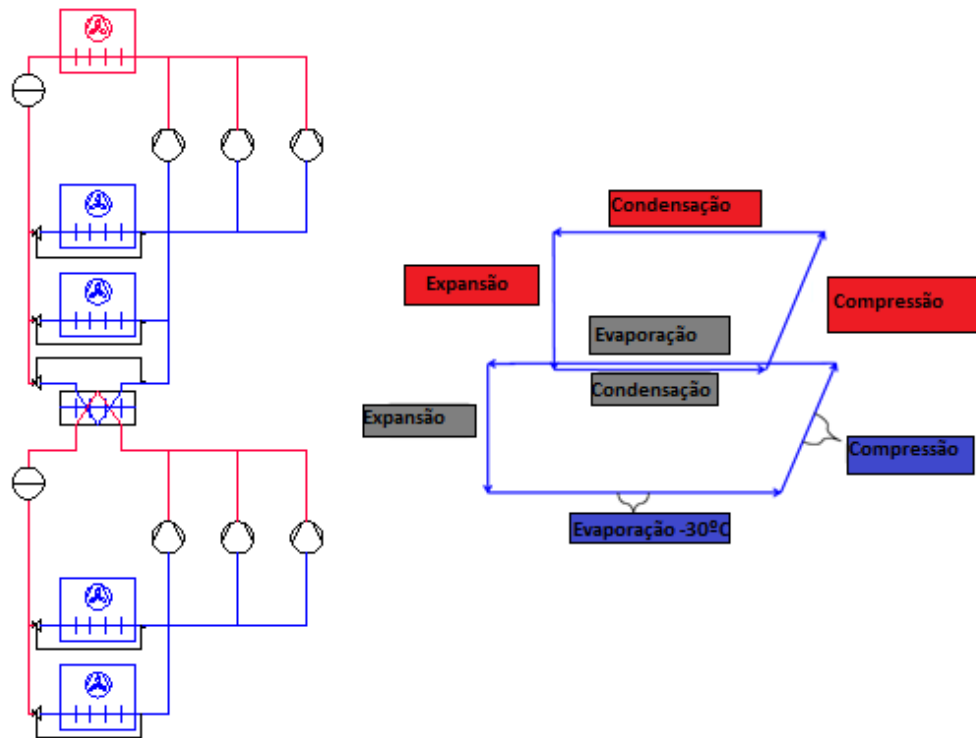 Condensação
Expansão
Compressão
Evaporação
Condensação
Expansão
Compressão
Evaporação -30ºC